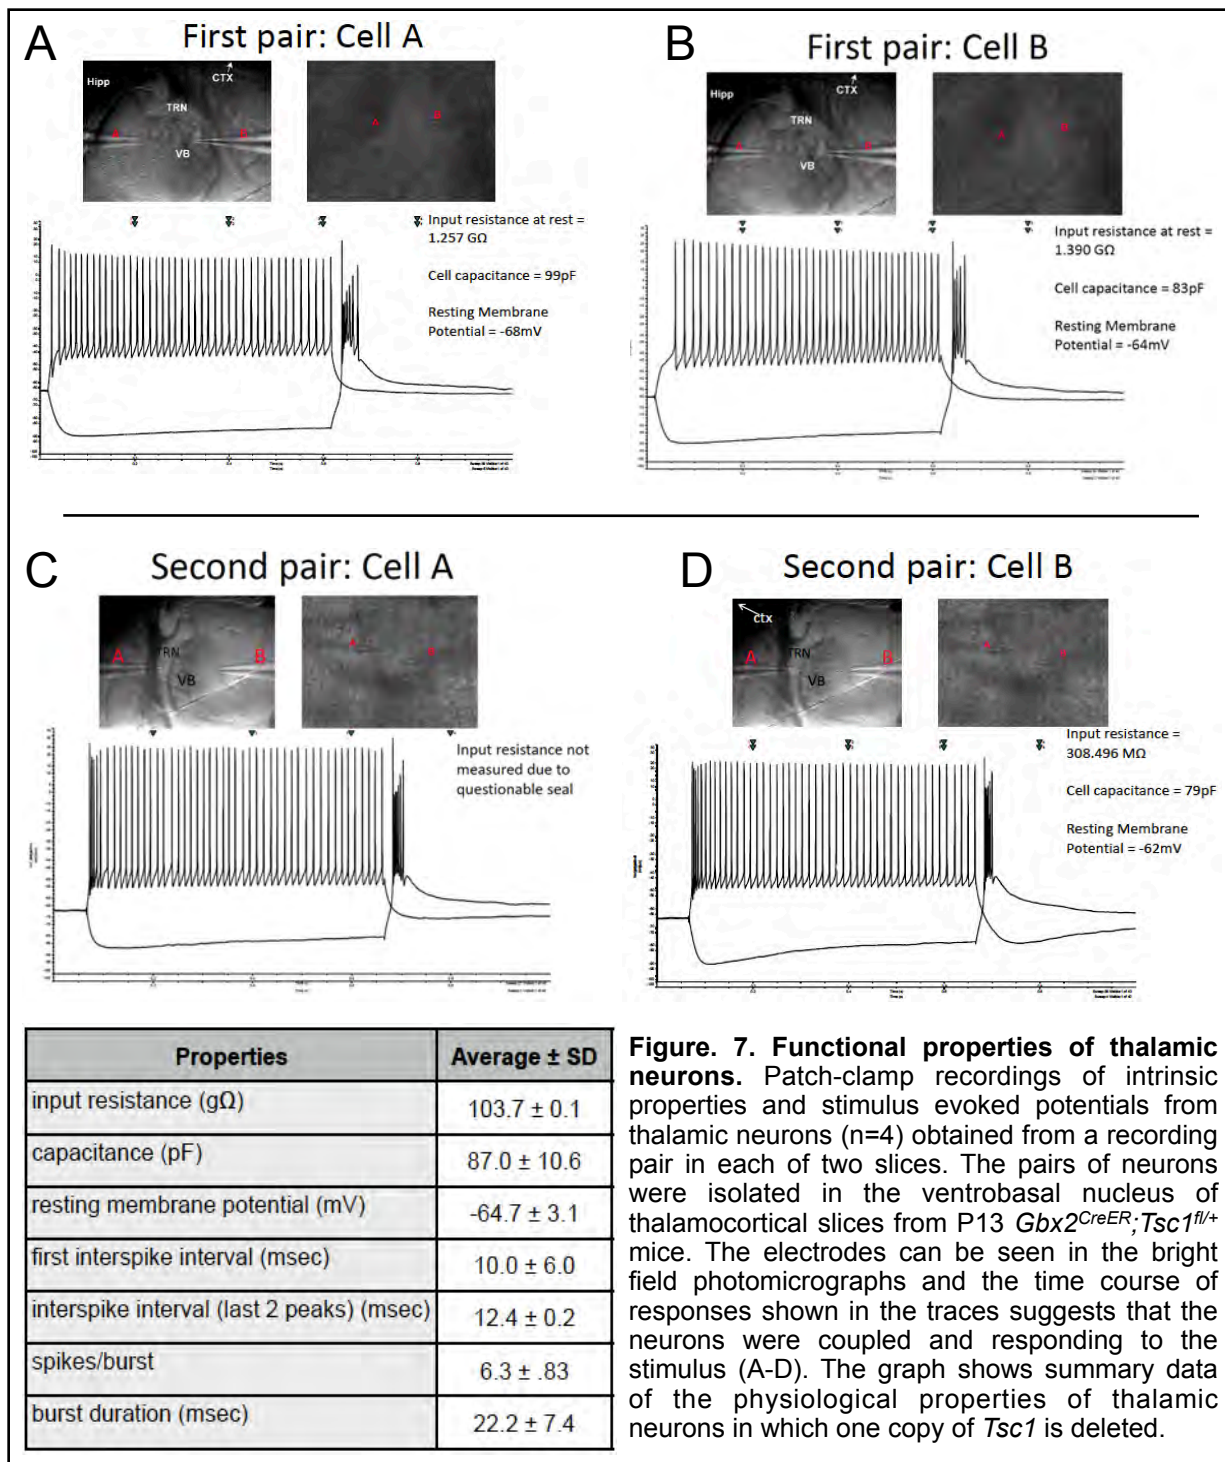 A
First pair: Cell A
Hipp
CTX
TRN
A
B
VB
Input resistance at rest =
1.257 GΩ
Cell capacitance = 99pF
Resting Membrane
Potential = -68mV
B
First pair: Cell B
Hipp
CTX
TRN
A
B
VB
Input resistance at rest =
1.390 GΩ
Cell capacitance = 83pF
Resting Membrane
Potential = -64mV
C
Second pair: Cell A
A
TRN
B
VB
Input resistance not
measured due to
questionable seal
D
Second pair: Cell B
CTX
A
TRN
B
VB
Input resistance =
308.496 MΩ
Cell capacitance = 79pF
Resting Membrane
Potential = -62mV
Properties Average ± SD
input resistance (gΩ) 103.7 ± 0.1
capacitance (pF) 87.0 ± 10.6
resting membrane potential (mV) -64.7 ± 3.1
first interspike interval (msec) 10.0 ± 6.0
interspike interval (last 2 peaks) (msec) 12.4 ± 0.2
spikes/burst 6.3 ± .83
burst duration (msec) 22.2 ± 7.4
Figure. 7. Functional properties of thalamic
neurons. Patch-clamp recordings of intrinsic
properties and stimulus evoked potentials from
thalamic neurons (n=4) obtained from a recording
pair in each of two slices. The pairs of neurons
were isolated in the ventrobasal nucleus of
thalamocortical slices from P13 Gbx2CreER;Tsc1fl/+
mice. The electrodes can be seen in the bright
field photomicrographs and the time course of
responses shown in the traces suggests that the
neurons were coupled and responding to the
stimulus (A-D). The graph shows summary data
of the physiological properties of thalamic
neurons in which one copy of Tsc1 is deleted.